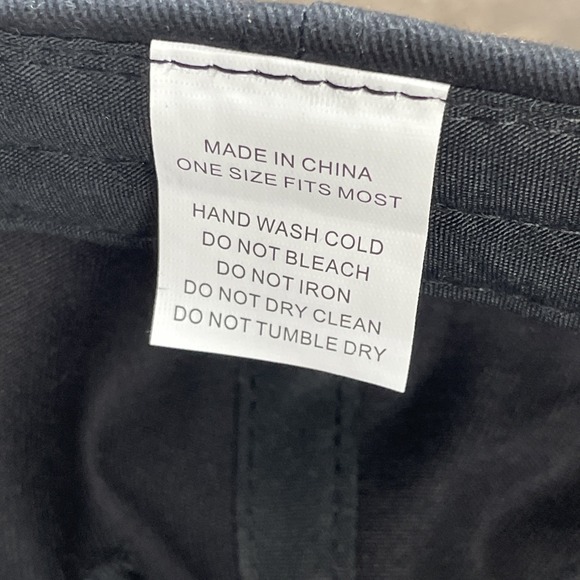 MADE IN CHINA
ONE SIZE FITS MOST
HAND WASH COLD
DO NOT BLEACH
DO NOT IRON
DO NOT DRY CLEAN
DO NOT TUMBLE DRY